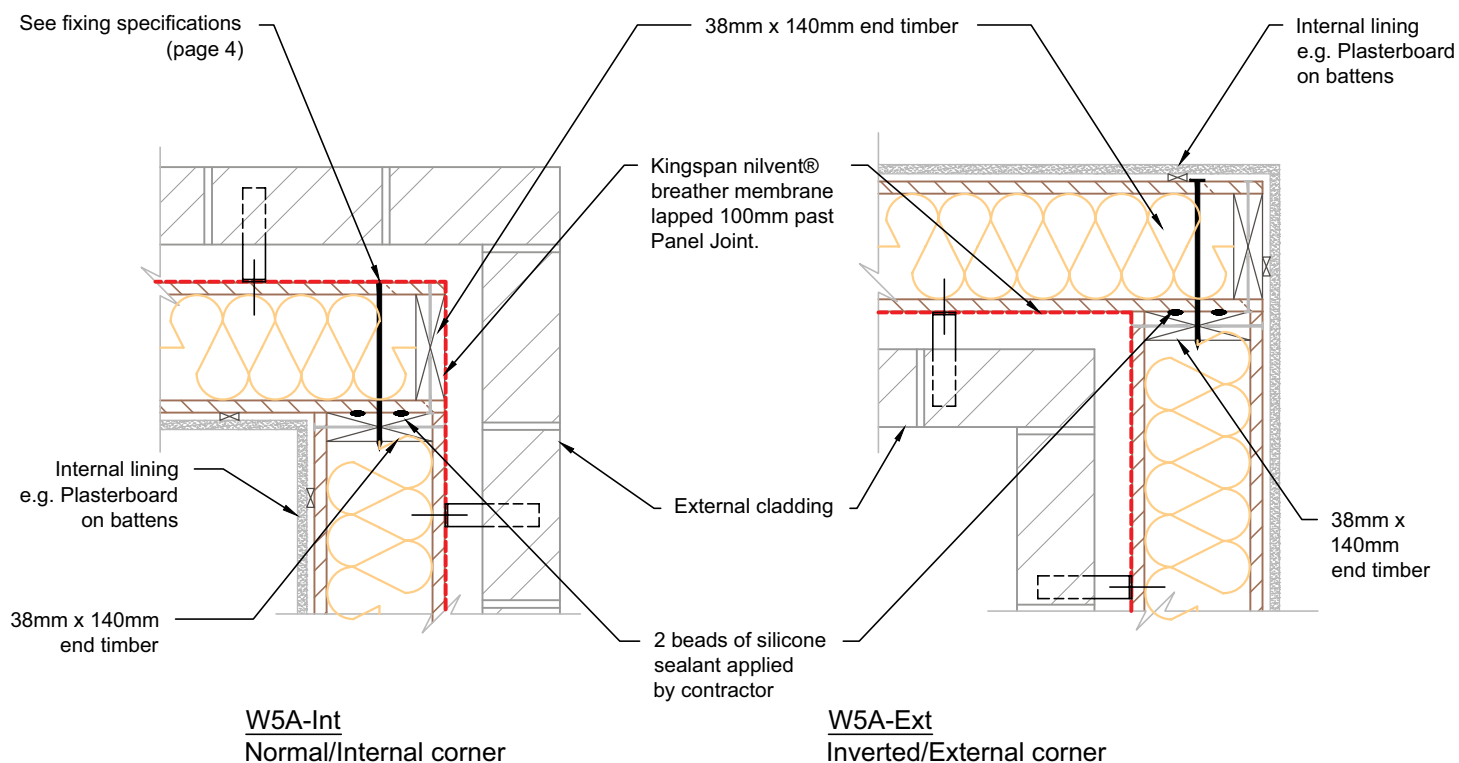 See fixing specifications
(page 4)
38mm x 140mm end timber
Internal lining
e.g. Plasterboard
on battens
Kingspan nilvent®
breather membrane
lapped 100mm past
Panel Joint.
Internal lining
e.g. Plasterboard
on battens
External cladding
38mm x
140mm
end timber
38mm x 140mm
end timber
2 beads of silicone
sealant applied
by contractor
W5A-Int
Normal/Internal corner
W5A-Ext
Inverted/External corner